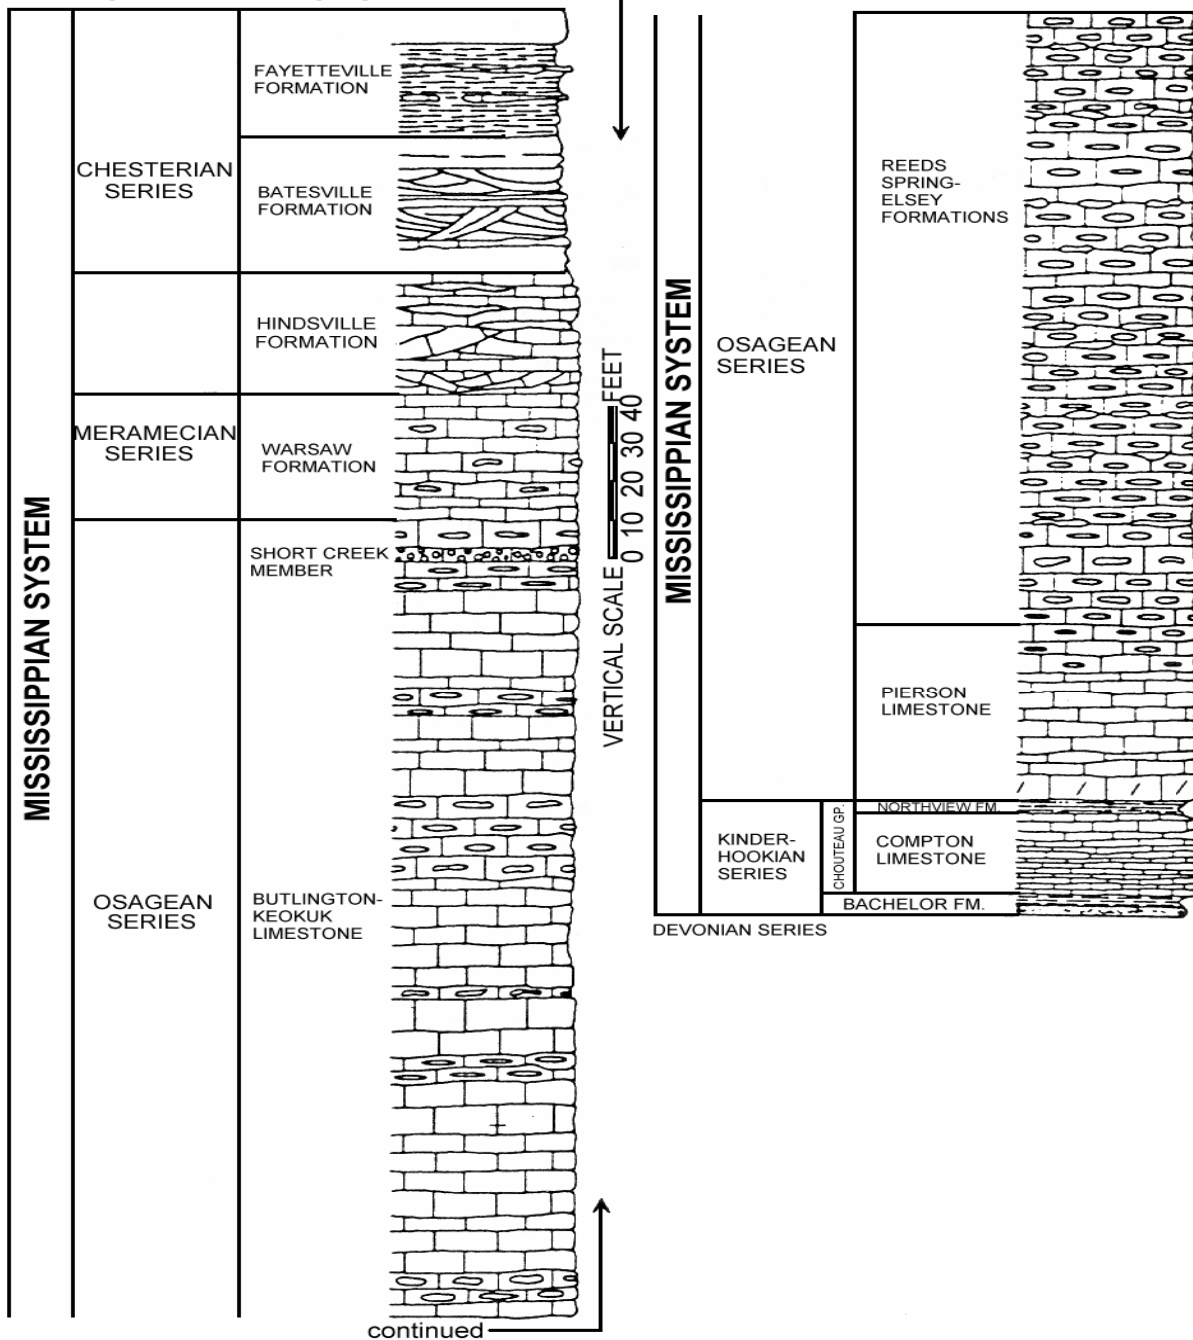 MISSISSIPPIAN SYSTEM
CHESTERIAN
SERIES
FAYETTEVILLE
FORMATION
BATESVILLE
FORMATION
HINDSVILLE
FORMATION
MERAMECIAN
SERIES
WARSAW
FORMATION
SHORT CREEK
MEMBER
OSAGEAN
SERIES
BUTLINGTON-
KEOKUK
LIMESTONE
continued
VERTICAL SCALE
0 10 20 30 40
FEET
MISSISSIPPIAN SYSTEM
OSAGEAN
SERIES
REEDS
SPRING-
ELSEY
FORMATIONS
PIERSON
LIMESTONE
KINDER-
HOOKIAN
SERIES
CHOUTEAU GP.
NORTHVIEW FM.
COMPTON
LIMESTONE
BACHELOR FM.
DEVONIAN SERIES